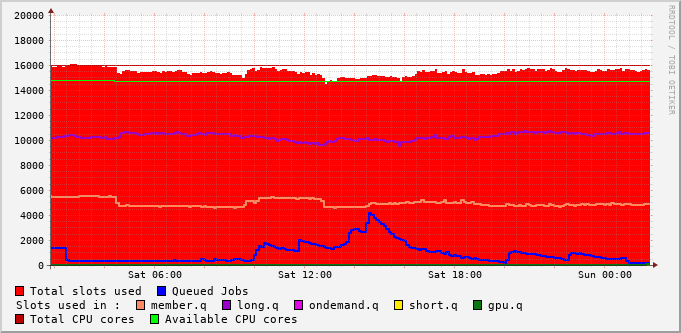 RRDTOOL / TOBI OETIKER
20000
18000
16000
14000
12000
10000
8000
6000
4000
2000
0
Sat 06:00 Sat 12:00 Sat 18:00 Sun 00:00
Total slots used Queued Jobs
Slots used in : member.q long.q ondemand.q short.q gpu.q
Total CPU cores Available CPU cores